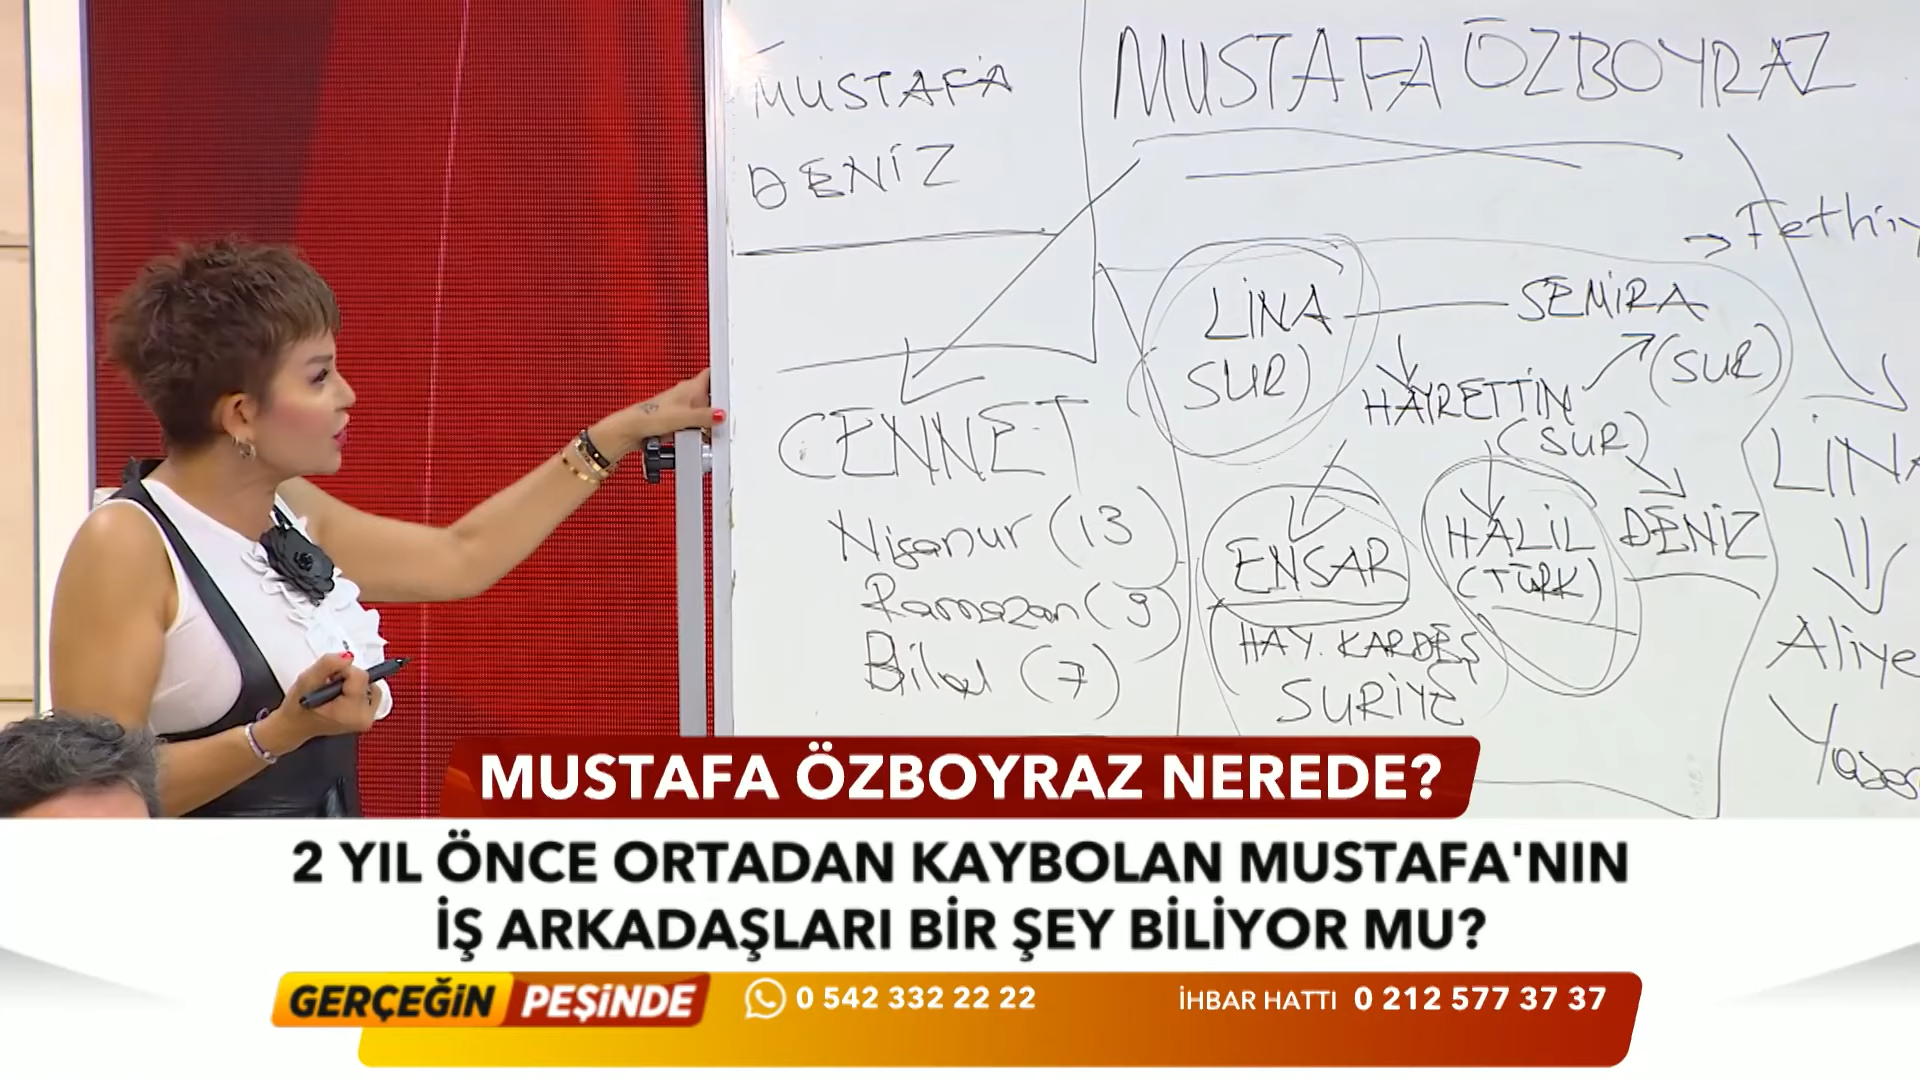 MUSTAFA
DENİZ
MUSTAFA ÖZBOYRAZ
LİNA
SUR)
SEMİRA
(SUR)
HAYRETTİN
(SUR)
CENNET
Nisanur (13)
Ramazan (9)
Bilal (7)
ENSAR
HAY. KARDEŞ
SURİYE
HALİL
(TÜRK)
DENİZ
Aliye
MUSTAFA ÖZBOYRAZ NEREDE?
2 YIL ÖNCE ORTADAN KAYBOLAN MUSTAFA'NIN
İŞ ARKADAŞLARI BİR ŞEY BİLİYOR MU?
GERÇEĞİN PEŞİNDE
0 542 332 22 22
İHBAR HATTI 0 212 577 37 37